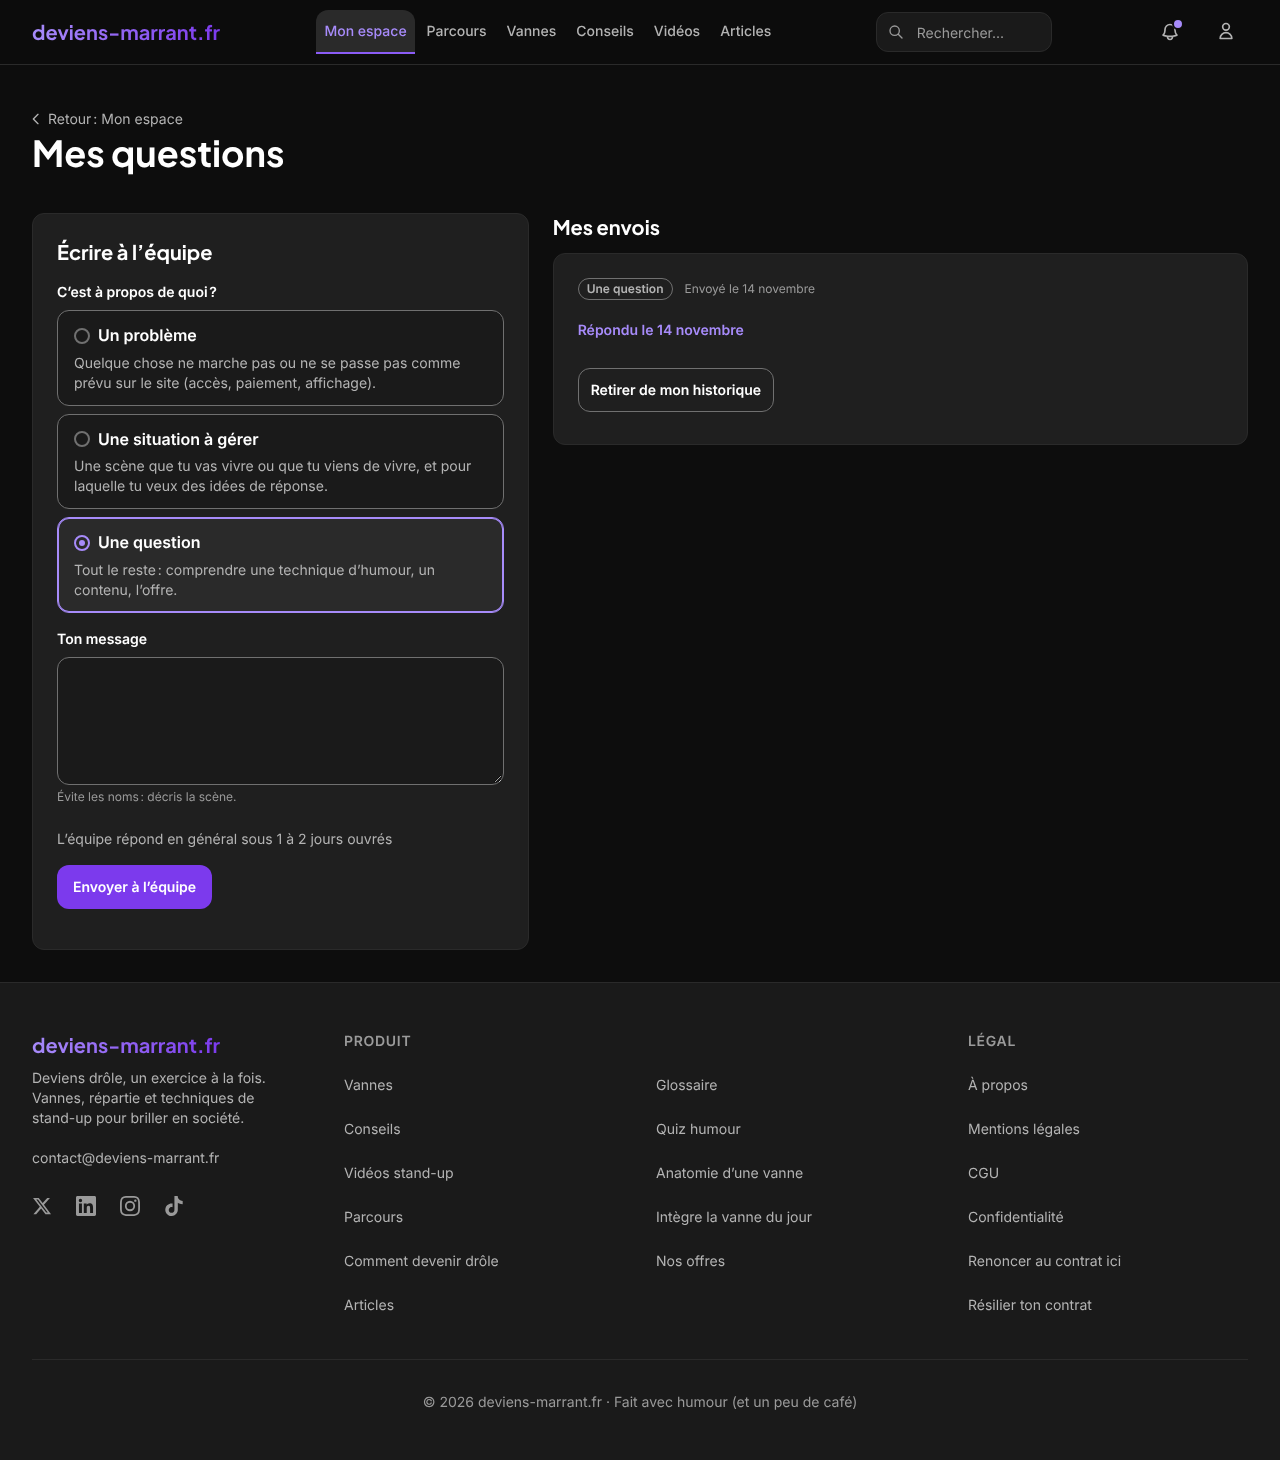 deviens-marrant.fr
Mon espace
Parcours
Vannes
Conseils
Vidéos
Articles
Rechercher...
Retour : Mon espace
Mes questions
Écrire à l’équipe
C’est à propos de quoi ?
Un problème
Quelque chose ne marche pas ou ne se passe pas comme
prévu sur le site (accès, paiement, affichage).
Une situation à gérer
Une scène que tu vas vivre ou que tu viens de vivre, et pour
laquelle tu veux des idées de réponse.
Une question
Tout le reste : comprendre une technique d’humour, un
contenu, l’offre.
Ton message
Évite les noms : décris la scène.
L’équipe répond en général sous 1 à 2 jours ouvrés
Envoyer à l’équipe
Mes envois
Une question
Envoyé le 14 novembre
Répondu le 14 novembre
Retirer de mon historique
deviens-marrant.fr
Deviens drôle, un exercice à la fois.
Vannes, répartie et techniques de
stand-up pour briller en société.
contact@deviens-marrant.fr
PRODUIT
Vannes
Conseils
Vidéos stand-up
Parcours
Comment devenir drôle
Articles
Glossaire
Quiz humour
Anatomie d’une vanne
Intègre la vanne du jour
Nos offres
LÉGAL
À propos
Mentions légales
CGU
Confidentialité
Renoncer au contrat ici
Résilier ton contrat
© 2026 deviens-marrant.fr · Fait avec humour (et un peu de café)